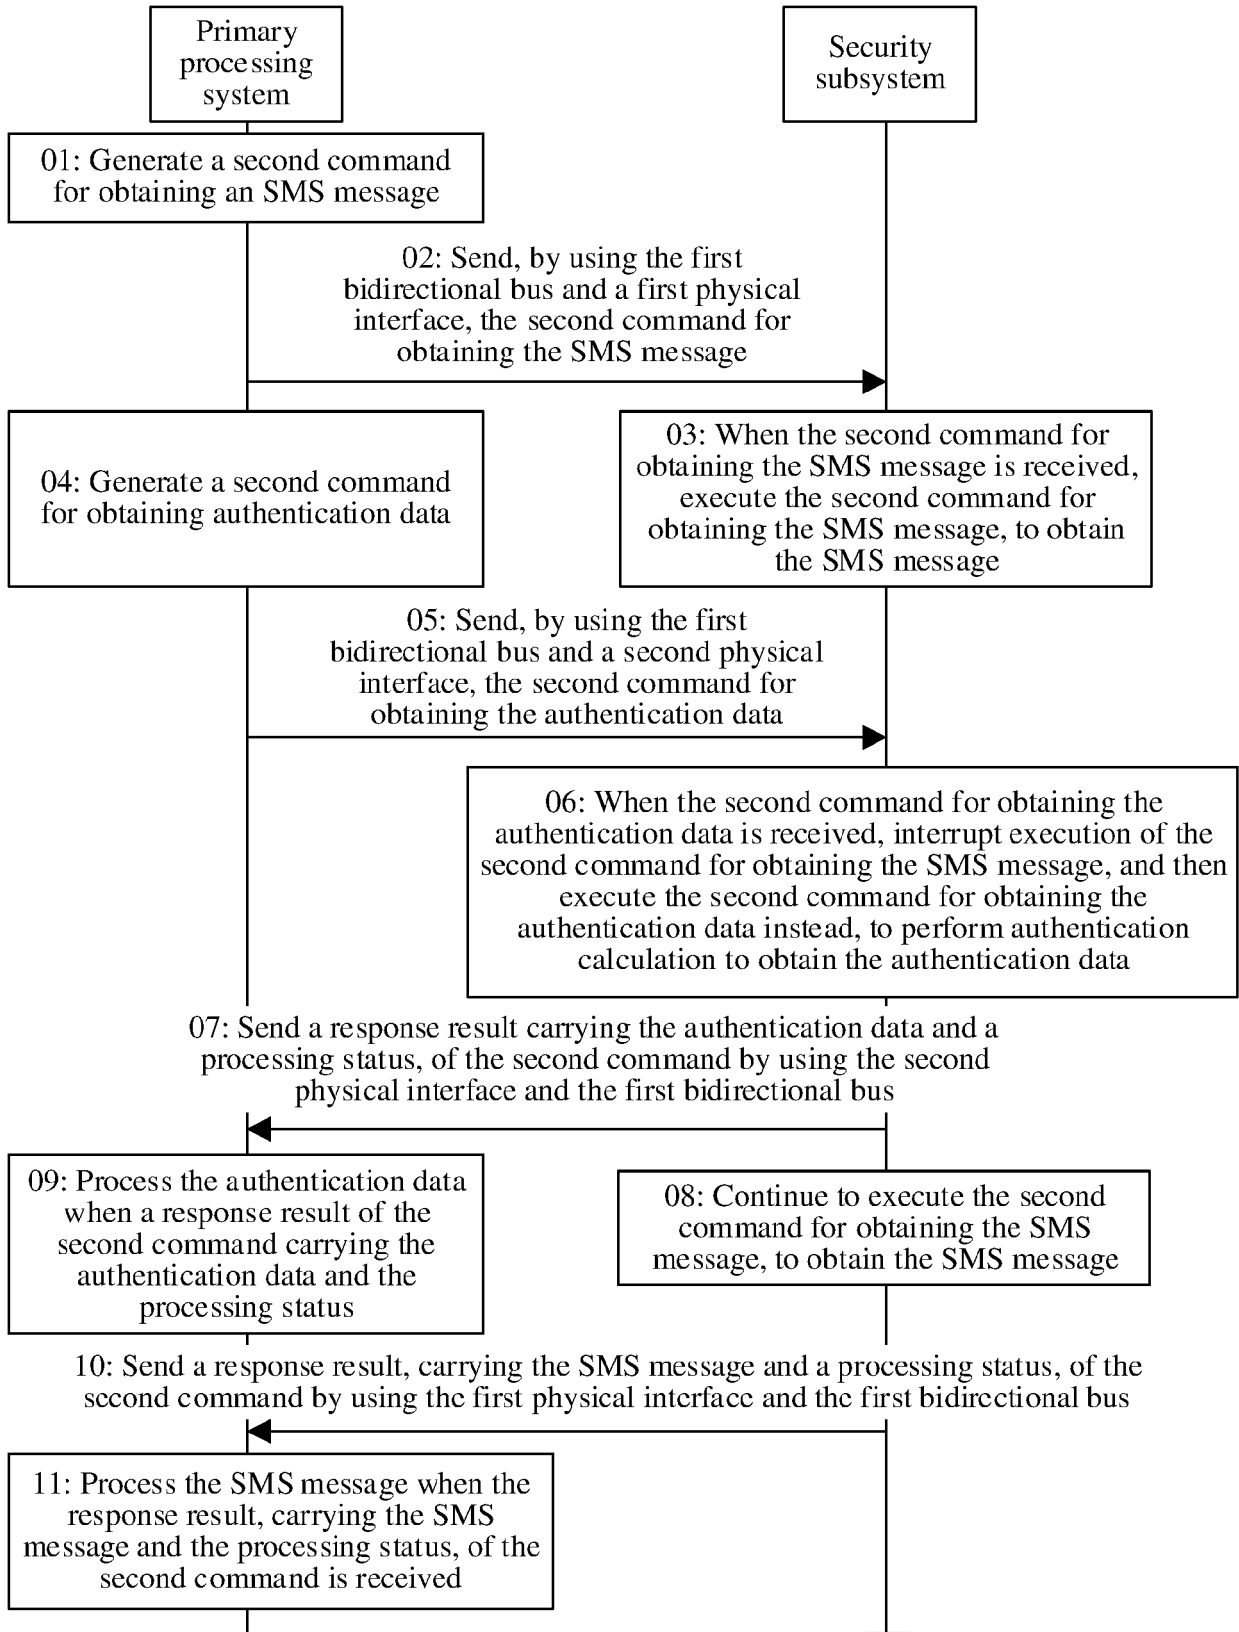 Primary
processing
system
Security
subsystem
01: Generate a second command
for obtaining an SMS message
02: Send, by using the first
bidirectional bus and a first physical
interface, the second command for
obtaining the SMS message
03: When the second command for
obtaining the SMS message is received,
execute the second command for
obtaining the SMS message, to obtain
the SMS message
04: Generate a second command
for obtaining authentication data
05: Send, by using the first
bidirectional bus and a second physical
interface, the second command for
obtaining the authentication data
06: When the second command for obtaining the
authentication data is received, interrupt execution of the
second command for obtaining the SMS message, and then
execute the second command for obtaining the
authentication data instead, to perform authentication
calculation to obtain the authentication data
07: Send a response result carrying the authentication data and a
processing status, of the second command by using the second
physical interface and the first bidirectional bus
08: Continue to execute the second
command for obtaining the SMS
message, to obtain the SMS message
09: Process the authentication data
when a response result of the
second command carrying the
authentication data and the
processing status
10: Send a response result, carrying the SMS message and a processing status, of the
second command by using the first physical interface and the first bidirectional bus
11: Process the SMS message when the
response result, carrying the SMS
message and the processing status, of the
second command is received